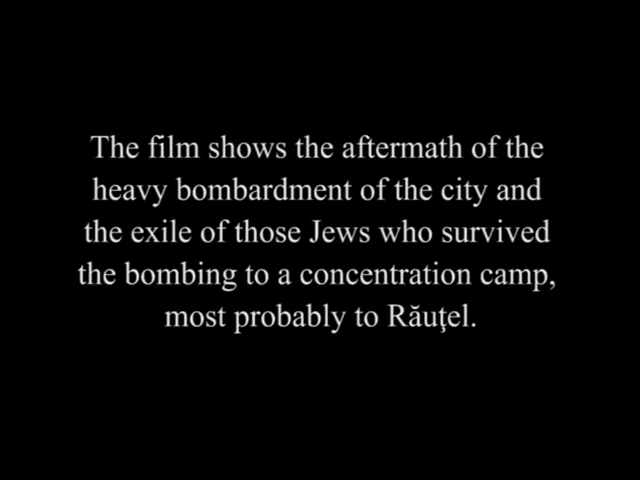 The film shows the aftermath of the
heavy bombardment of the city and
the exile of those Jews who survived
the bombing to a concentration camp,
most probably to Răuţel.